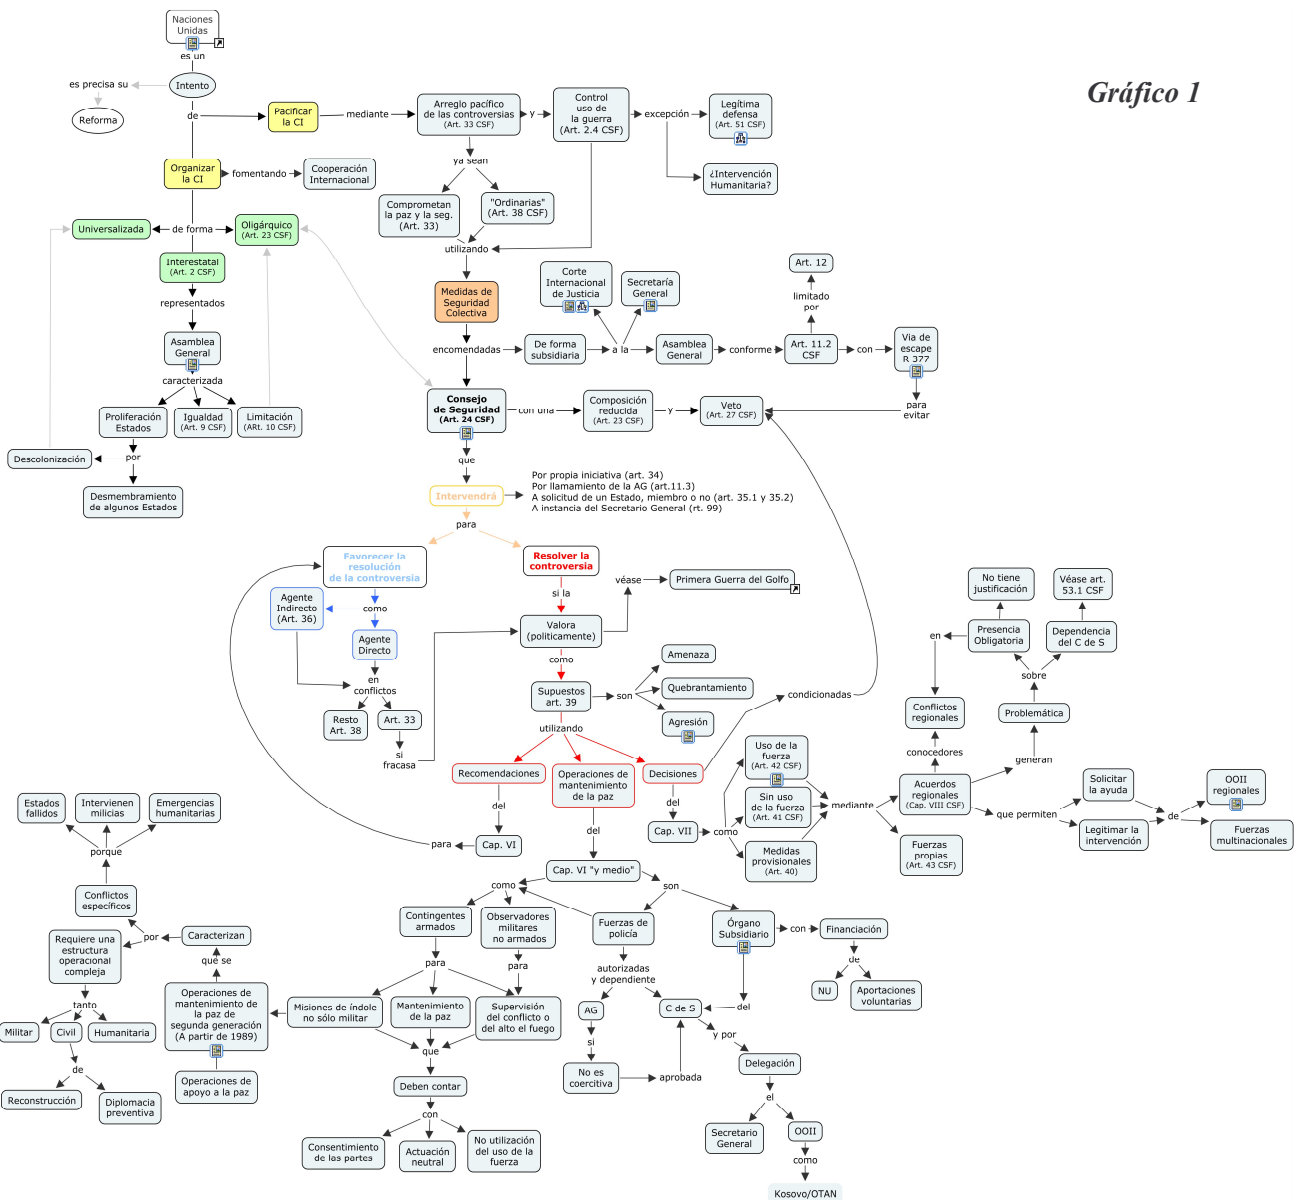 Gráfico 1
Naciones
Unidas
es un
Intento
es precisa su
Reforma
de
Pacificar
la CI
mediante
Arreglo pacífico
de las controversias
(Art. 33 CSF)
y
Control
uso de
la guerra
(Art. 2.4 CSF)
excepción
Legítima
defensa
(Art. 51 CSF)
¿Intervención
Humanitaria?
ya sean
Comprometan
la paz y la seg.
(Art. 33)
"Ordinarias"
(Art. 38 CSF)
utilizando
Organizar
la CI
fomentando
Cooperación
Internacional
Universalizada
de forma
Oligárquico
(Art. 23 CSF)
Interestatal
(Art. 2 CSF)
representados
Asamblea
General
caracterizada
Proliferación
Estados
Igualdad
(Art. 9 CSF)
Limitación
(ARt. 10 CSF)
Descolonización
por
Desmembramiento
de algunos Estados
Medidas de
Seguridad
Colectiva
encomendadas
De forma
subsidiaria
a la
Corte
Internacional
de Justicia
Secretaría
General
Asamblea
General
conforme
Art. 11.2
CSF
limitado
por
Art. 12
con
Via de
escape
R 377
para
evitar
Consejo
de Seguridad
(Art. 24 CSF)
con una
Composición
reducida
(Art. 23 CSF)
y
Veto
(Art. 27 CSF)
que
Intervendrá
Por propia iniciativa (art. 34)
Por llamamiento de la AG (art.11.3)
A solicitud de un Estado, miembro o no (art. 35.1 y 35.2)
A instancia del Secretario General (rt. 99)
para
Favorecer la
resolución
de la controversia
Resolver la
controversia
Agente
Indirecto
(Art. 36)
como
Agente
Directo
en
conflictos
Resto
Art. 38
Art. 33
si
fracasa
si la
Valora
(politicamente)
véase
Primera Guerra del Golfo
como
Supuestos
art. 39
son
Amenaza
Quebrantamiento
Agresión
utilizando
Recomendaciones
Operaciones de
mantenimiento
de la paz
Decisiones
condicionadas
del
Cap. VI
para
del
Cap. VI "y medio"
del
Cap. VII
como
Uso de la
fuerza
(Art. 42 CSF)
Sin uso
de la fuerza
(Art. 41 CSF)
Medidas
provisionales
(Art. 40)
mediante
Acuerdos
regionales
(Cap. VIII CSF)
Fuerzas
propias
(Art. 43 CSF)
conocedores
Conflictos
regionales
en
Presencia
Obligatoria
No tiene
justificación
Véase art.
53.1 CSF
Dependencia
del C de S
sobre
Problemática
generan
que permiten
Solicitar
la ayuda
Legitimar la
intervención
de
OOII
regionales
Fuerzas
multinacionales
como
Contingentes
armados
Observadores
militares
no armados
son
Fuerzas de
policía
Órgano
Subsidiario
con
Financiación
de
NU
Aportaciones
voluntarias
para
para
Misiones de índole
no sólo militar
Mantenimiento
de la paz
Supervisión
del conflicto o
del alto el fuego
que
Deben contar
con
Consentimiento
de las partes
Actuación
neutral
No utilización
del uso de la
fuerza
autorizadas
y dependiente
AG
C de S
del
si
No es
coercitiva
aprobada
y por
Delegación
el
Secretario
General
OOII
como
Kosovo/OTAN
Estados
fallidos
Intervienen
milicias
Emergencias
humanitarias
porque
Conflictos
específicos
por
Caracterizan
que se
Requiere una
estructura
operacional
compleja
tanto
Militar
Civil
Humanitaria
de
Reconstrucción
Diplomacia
preventiva
Operaciones de
mantenimiento de
la paz de
segunda generación
(A partir de 1989)
Operaciones de
apoyo a la paz